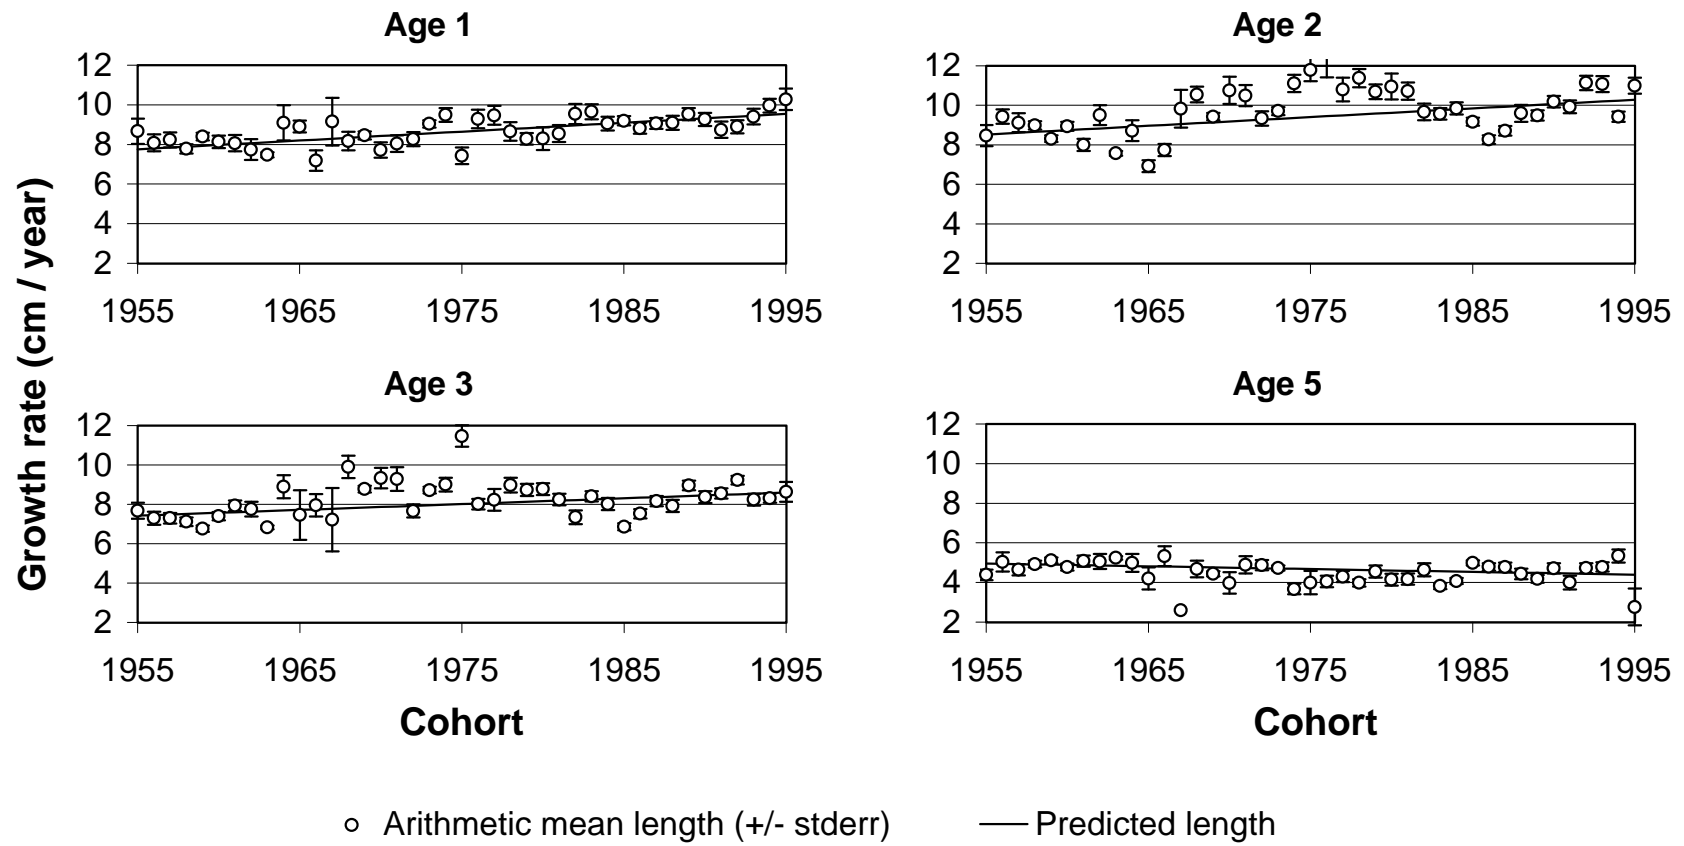 Age 1
Age 2
12
10
8
6
4
2
1955 1965 1975 1985 1995
12
10
8
6
4
2
1955 1965 1975 1985 1995
Growth rate (cm / year)
Age 3
Age 5
12
10
8
6
4
2
1955 1965 1975 1985 1995
Cohort
12
10
8
6
4
2
1955 1965 1975 1985 1995
Cohort
Arithmetic mean length (+/- stderr)
Predicted length